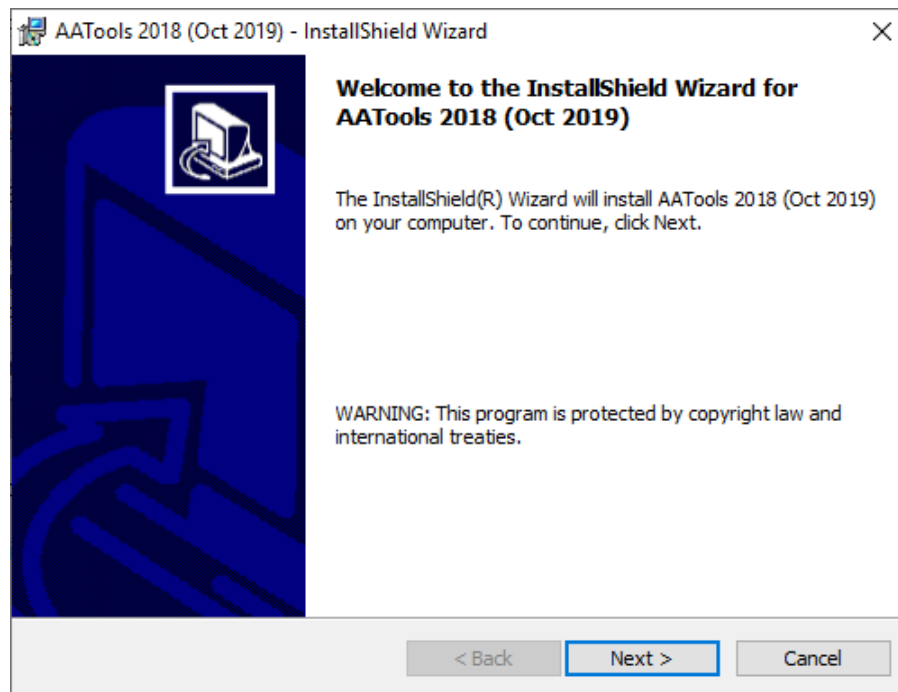 AATools 2018 (Oct 2019) - InstallShield Wizard
Welcome to the InstallShield Wizard for
AATools 2018 (Oct 2019)
The InstallShield(R) Wizard will install AATools 2018 (Oct 2019)
on your computer. To continue, click Next.
WARNING: This program is protected by copyright law and
international treaties.
< Back Next > Cancel